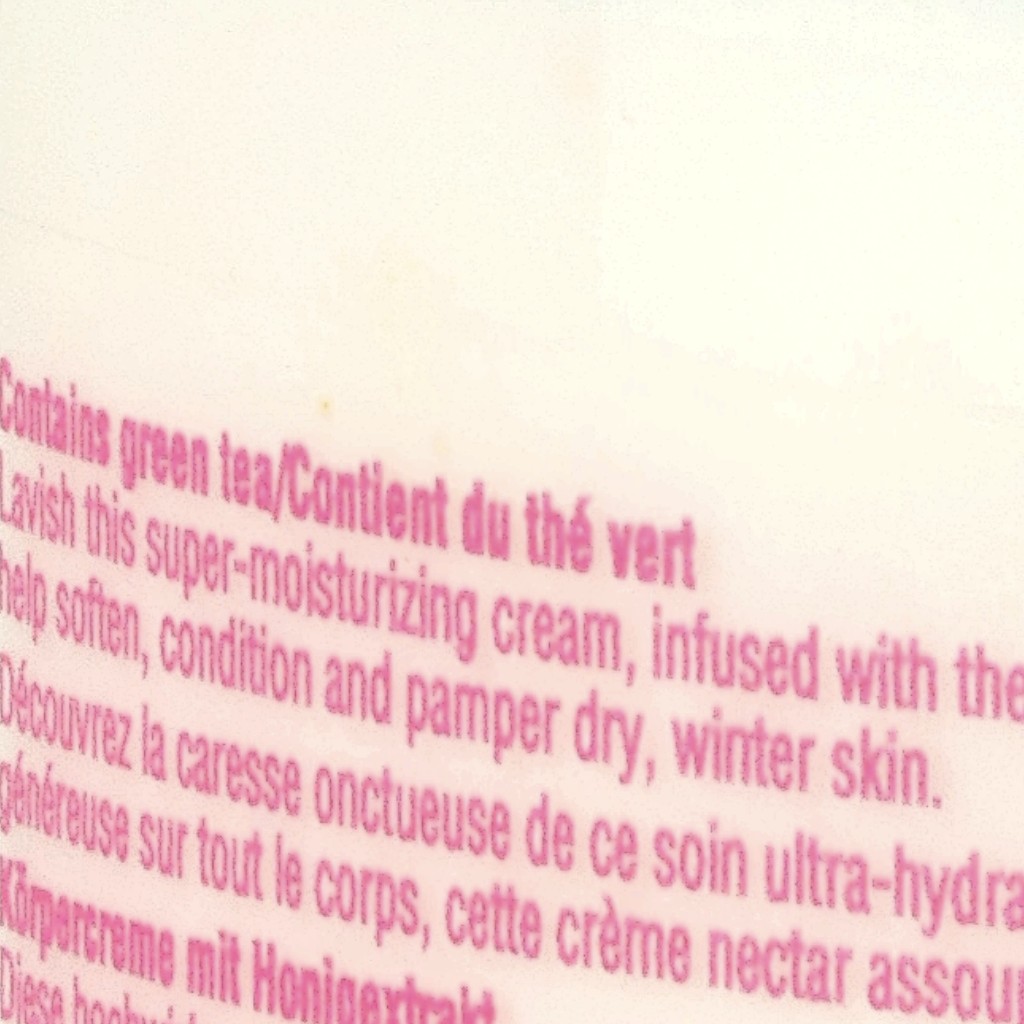 Contains green tea/Contient du thé vert
Lavish this super-moisturizing cream, infused with the
help soften, condition and pamper dry, winter skin.
Découvrez la caresse onctueuse de ce soin ultra-hydra
généreuse sur tout le corps, cette crème nectar assou
Körpercreme mit Honigextrakt
Diese